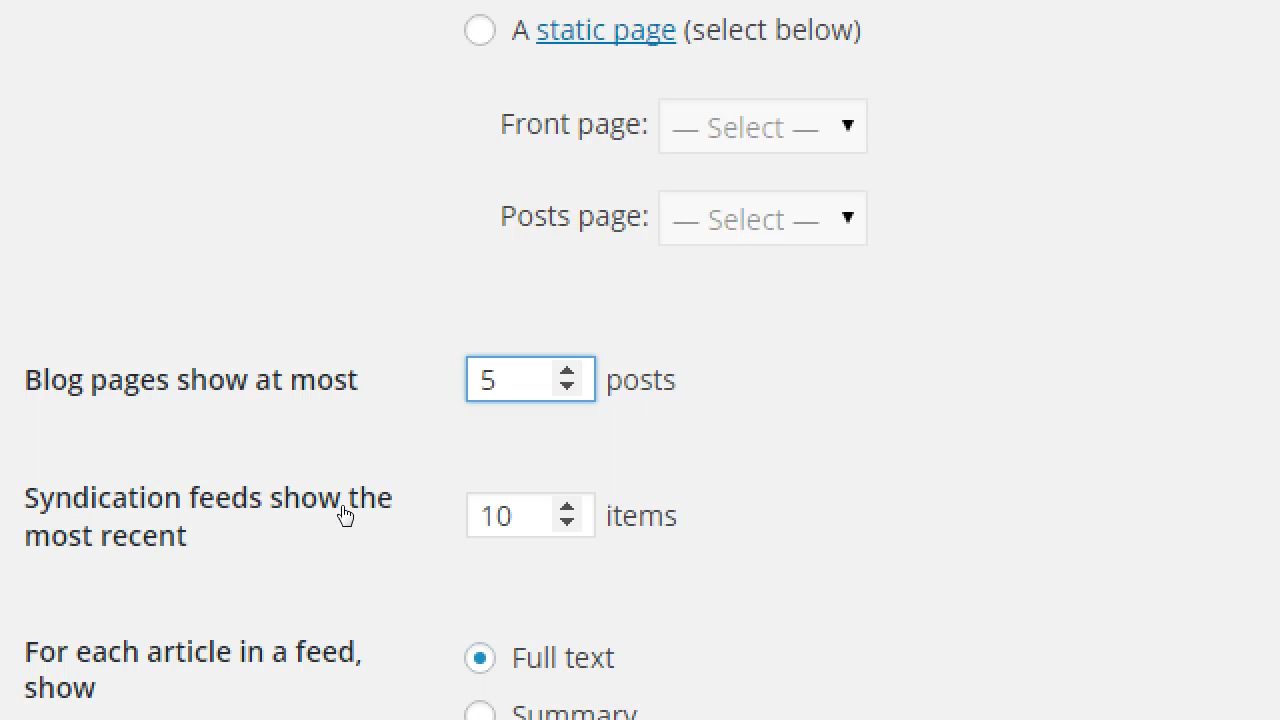 A static page (select below)
Front page: — Select —
Posts page: — Select —
Blog pages show at most 5 posts
Syndication feeds show the
most recent 10 items
For each article in a feed,
show
Full text
Summary